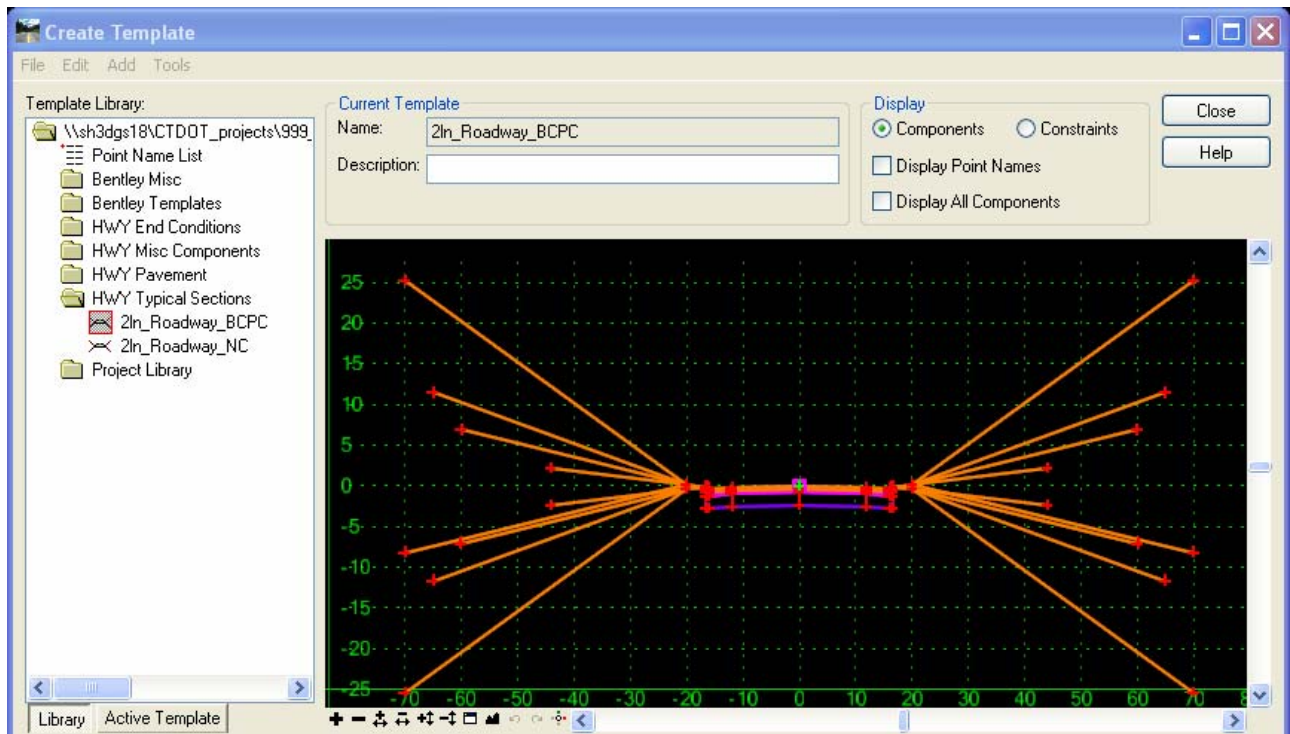 Create Template
File Edit Add Tools
Template Library:
\\sh3dgs18\CTDOT_projects\999_
Point Name List
Bentley Misc
Bentley Templates
HWY End Conditions
HWY Misc Components
HWY Pavement
HWY Typical Sections
2ln_Roadway_BCPC
2ln_Roadway_NC
Project Library
Library Active Template
Current Template
Name: 2ln_Roadway_BCPC
Description:
Display
Components Constraints
Display Point Names
Display All Components
Close
Help
25
20
15
10
5
0
-5
-10
-15
-20
-25
-70 -60 -50 -40 -30 -20 -10 0 10 20 30 40 50 60 70 8